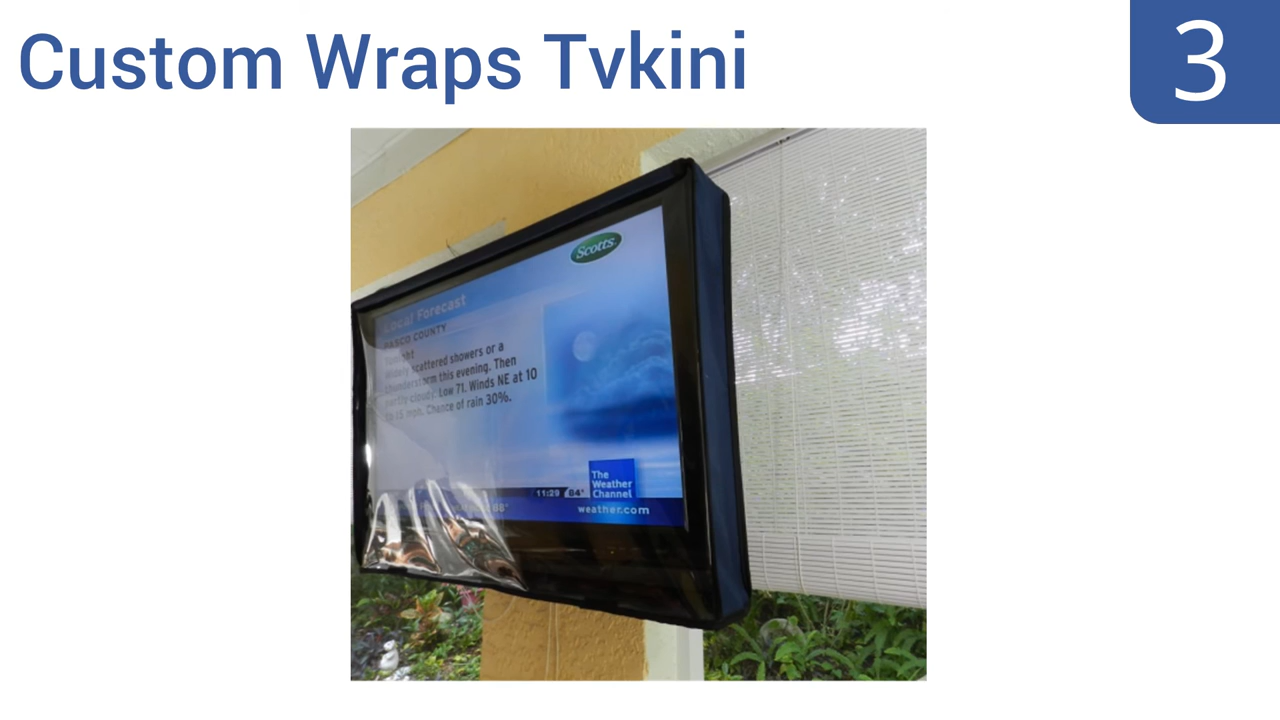 Custom Wraps Tvkini
3
Scotts
Local Forecast
PASCO COUNTY
Tonight
Widely scattered showers or a
thunderstorm this evening. Then
partly cloudy. Low 71. Winds NE at 10
to 15 mph. Chance of rain 30%.
The
Weather
Channel
11:29 84°
68°
weather.com